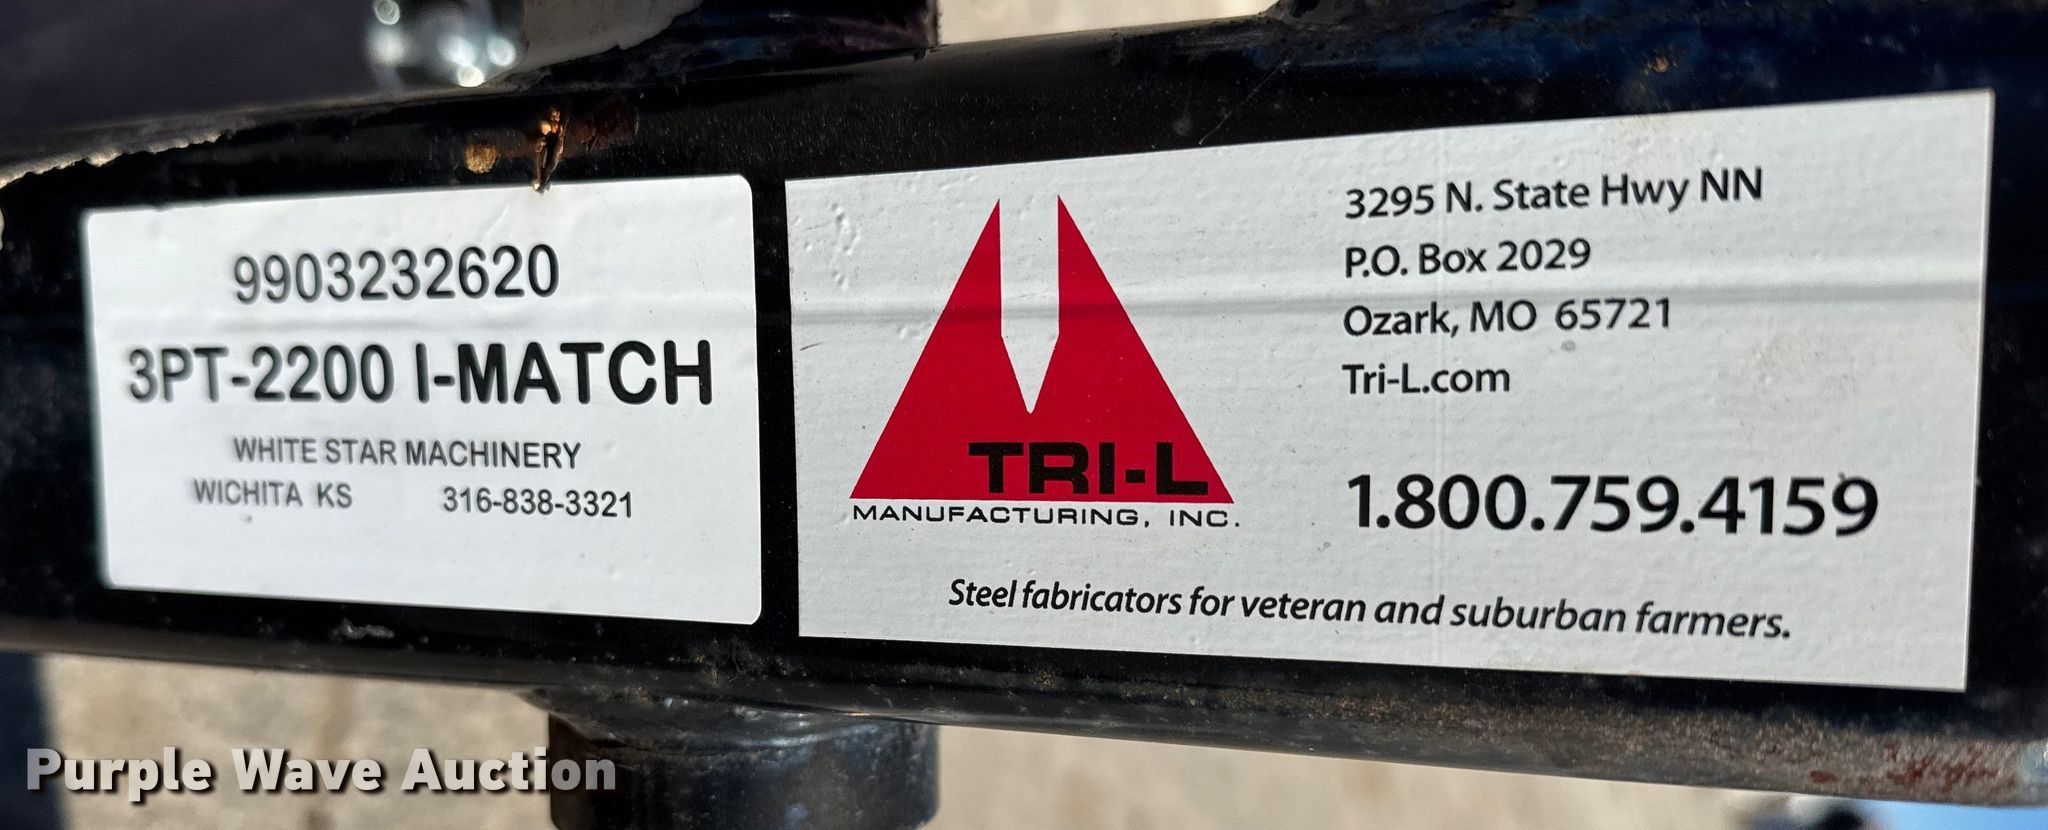 9903232620
3PT-2200 I-MATCH
WHITE STAR MACHINERY
WICHITA KS 316-838-3321
TRI-L
MANUFACTURING, INC.
3295 N. State Hwy NN
P.O. Box 2029
Ozark, MO 65721
Tri-L.com
1.800.759.4159
Steel fabricators for veteran and suburban farmers.
Purple Wave Auction